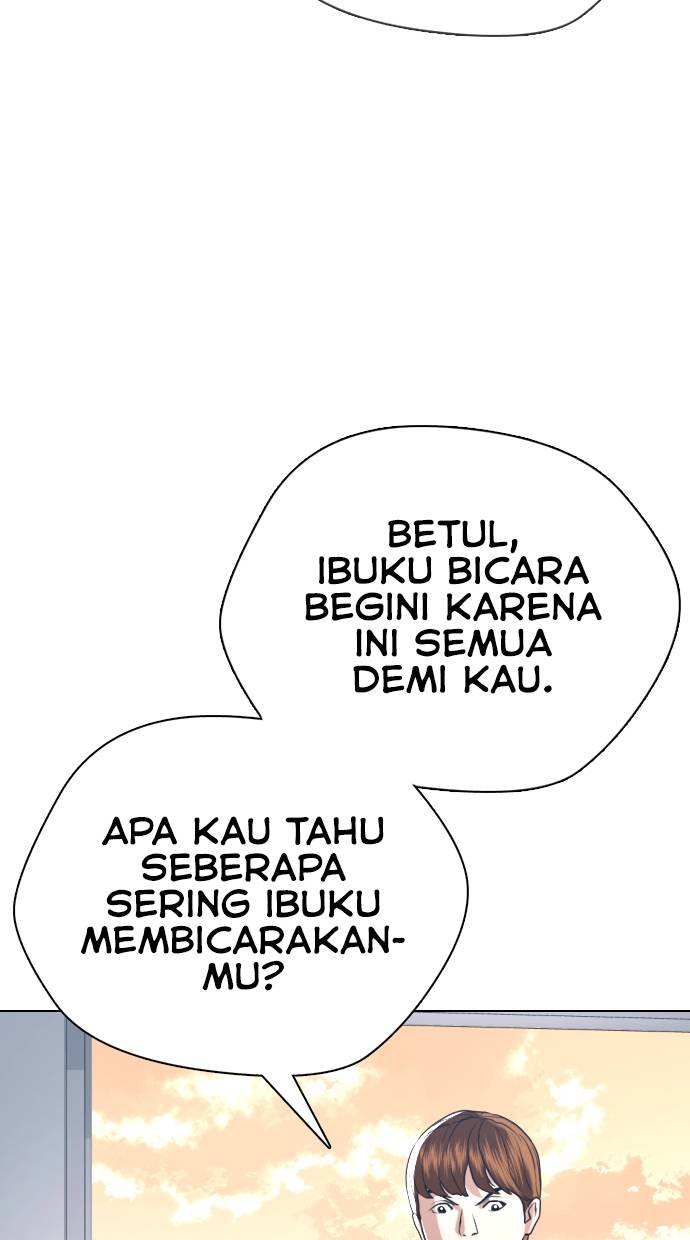 BETUL,
IBUKU BICARA
BEGINI KARENA
INI SEMUA
DEMI KAU.
APA KAU TAHU
SEBERAPA
SERING IBUKU
MEMBICARAKAN-
MU?